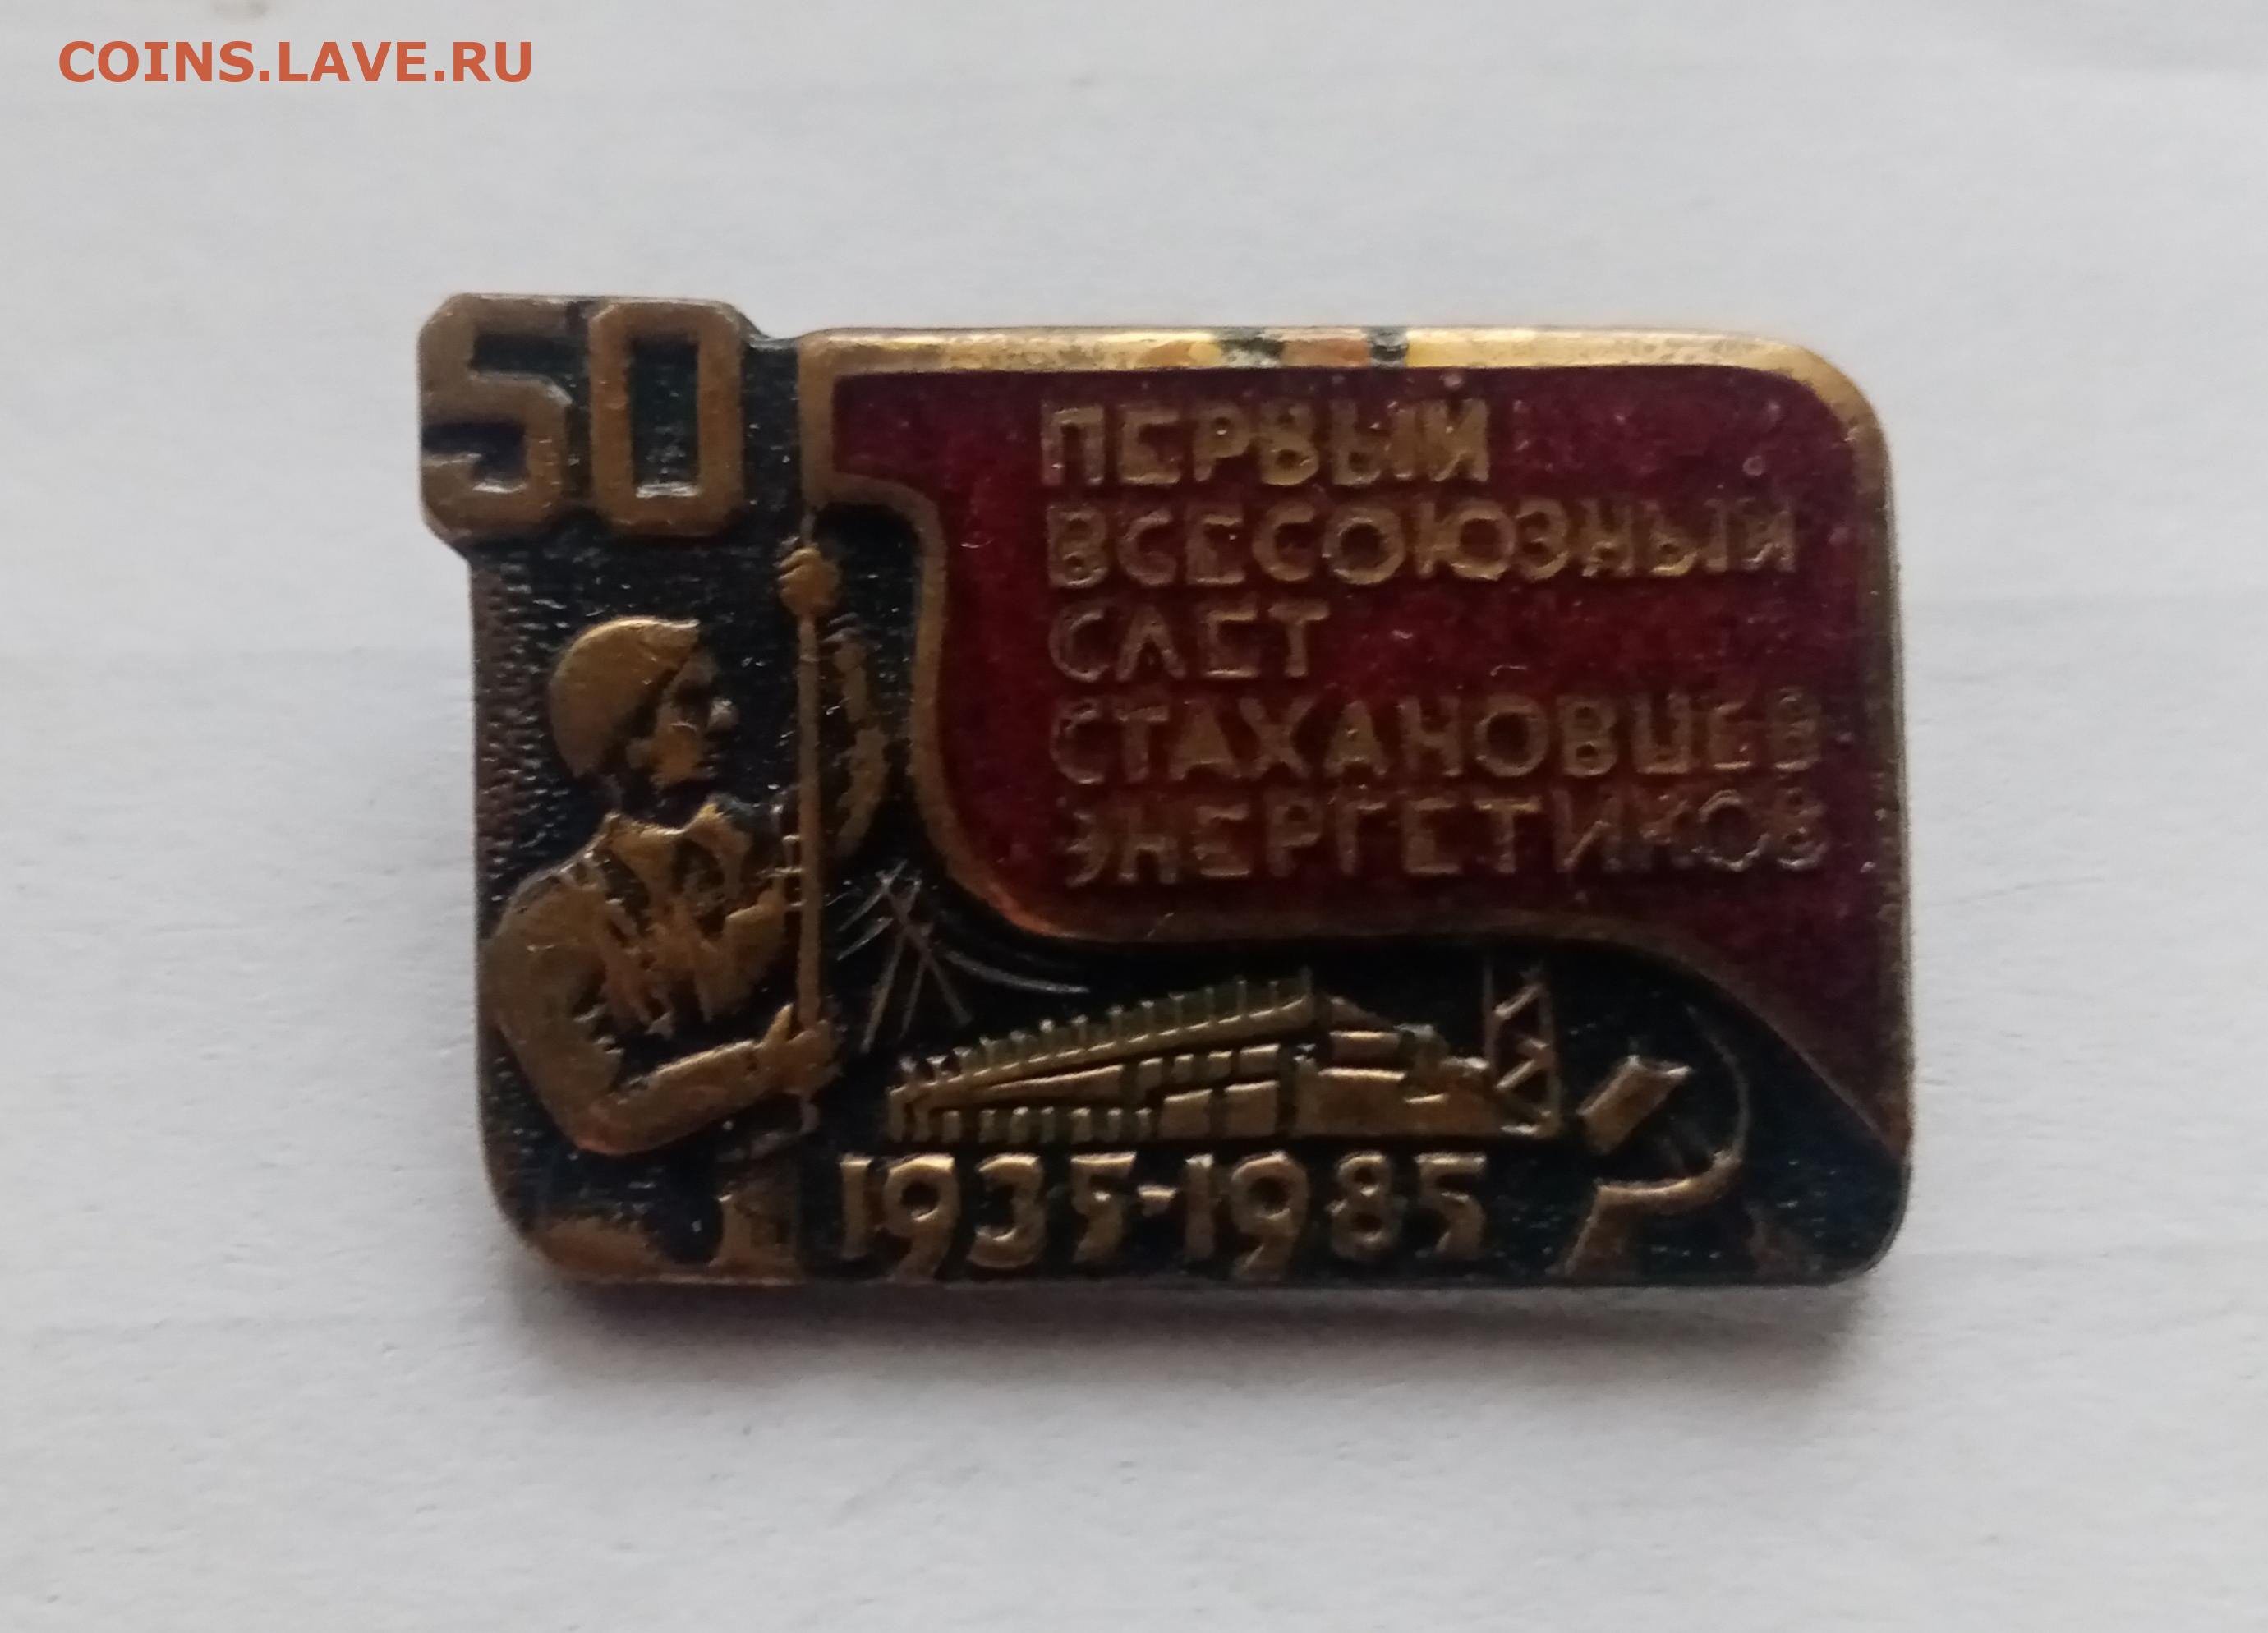 COINS.LAVE.RU
50
ПЕРВЫЙ
ВСЕСОЮЗНЫЙ
СЛЕТ
СТАХАНОВЦЕВ
ЭНЕРГЕТИКОВ
1935-1985